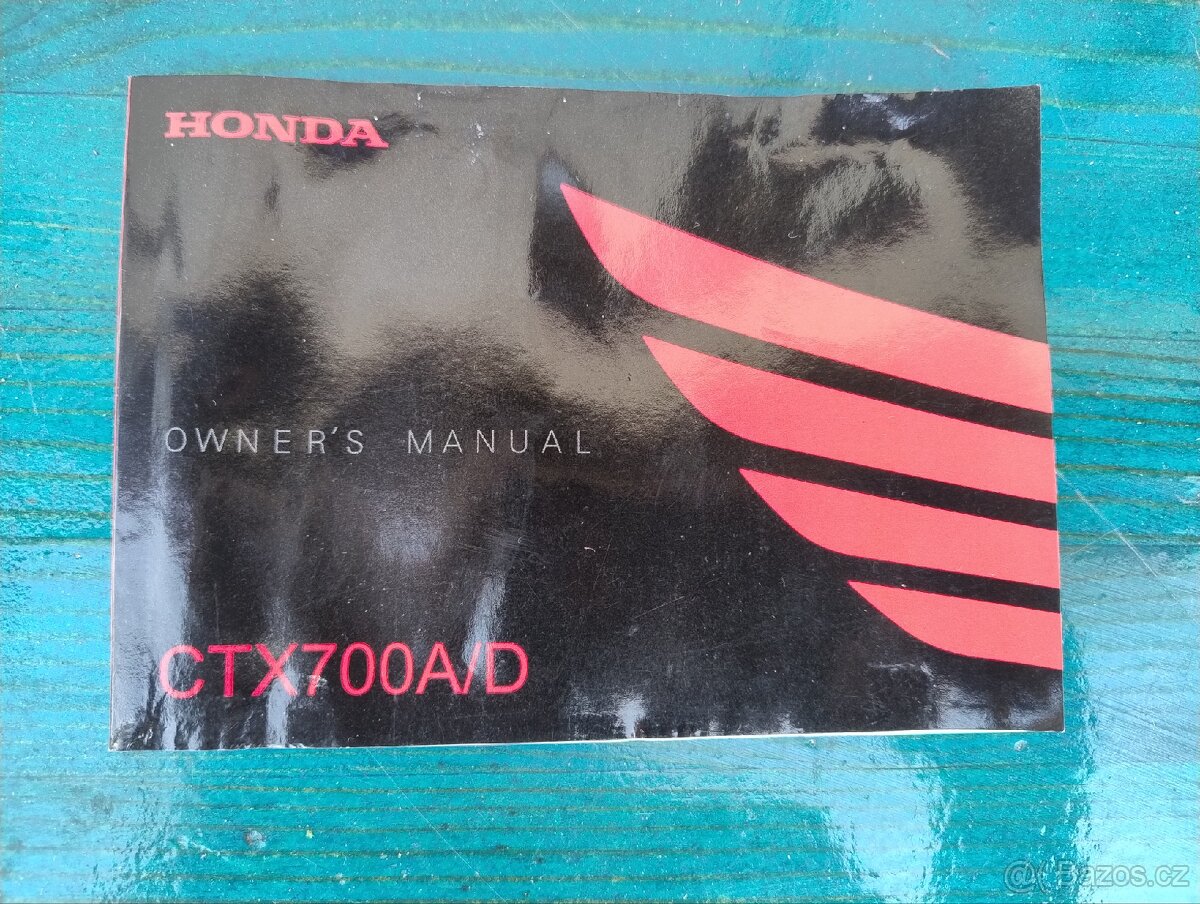 HONDA
OWNER'S MANUAL
CTX700A/D
@( Bazos.cz